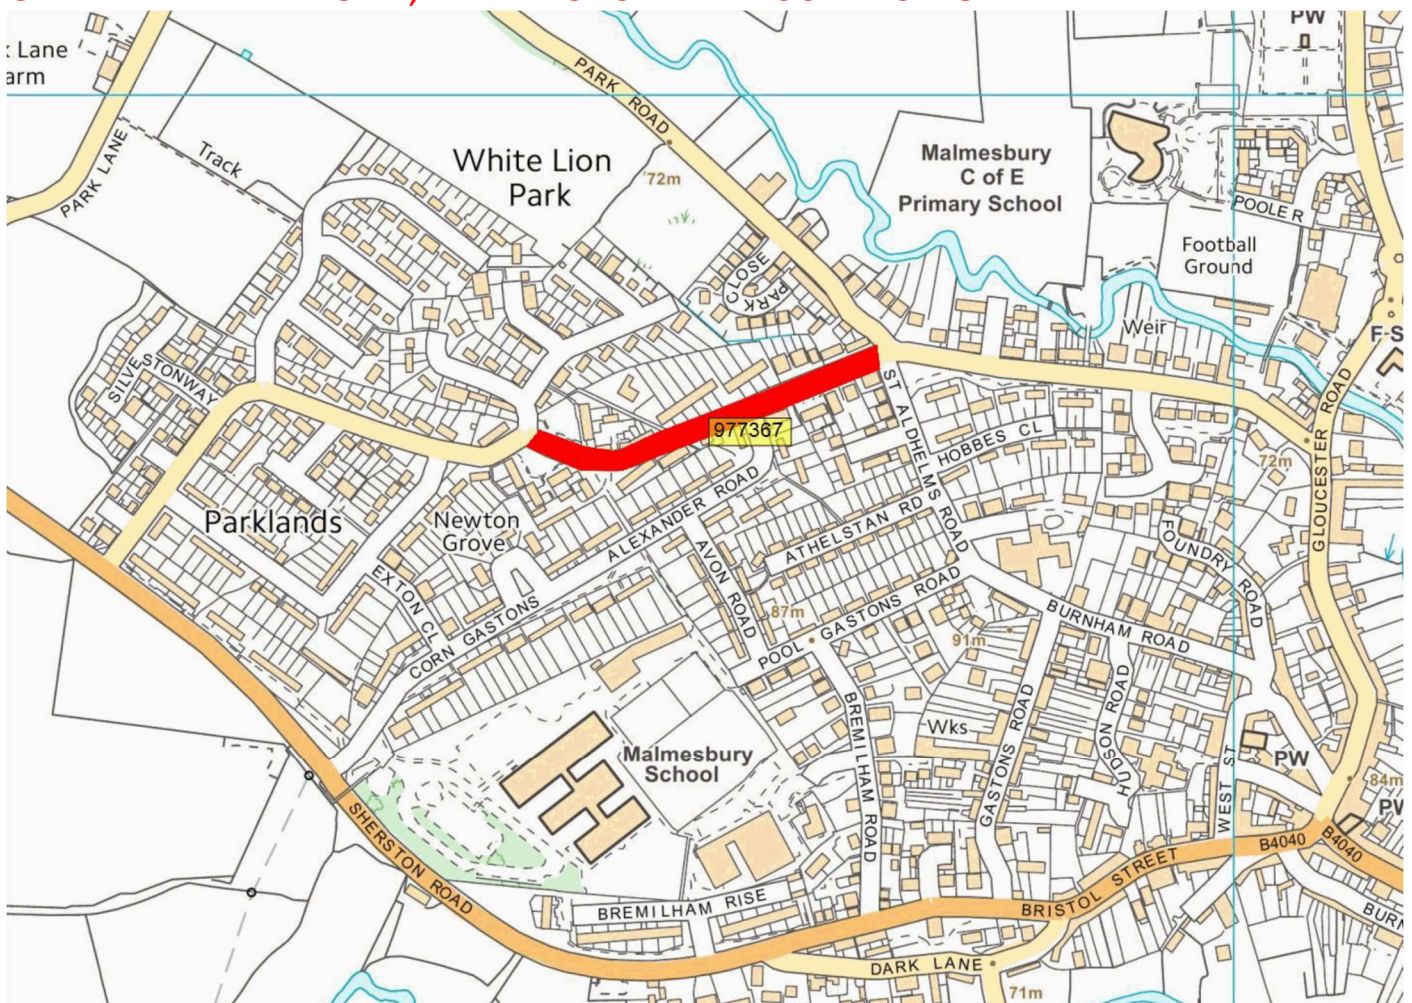 PW
Lane
arm
PARK ROAD
PARK LANE
Track
White Lion
Park
72m
Malmesbury
C of E
Primary School
POOLE R
Football
Ground
CLOSE
PARK
Weir
F S
SILVE
STONWAY
ST ALDHELMS ROAD
977367
HOBBES CL
GLOUCESTER ROAD
72m
Parklands
Newton
Grove
ALEXANDER ROAD
ATHELSTAN RD
AVON ROAD
FOUNDRY ROAD
EXTON CL
CORN GASTONS
87m
POOL GASTONS ROAD
91m
BURNHAM ROAD
BREMILHAM ROAD
GASTONS ROAD
HUDSON ROAD
Wks
Malmesbury
School
WEST ST
PW
84m
PW
SHERSTON ROAD
B4040
B4040
BRISTOL STREET
BREMILHAM RISE
BURN
DARK LANE
71m